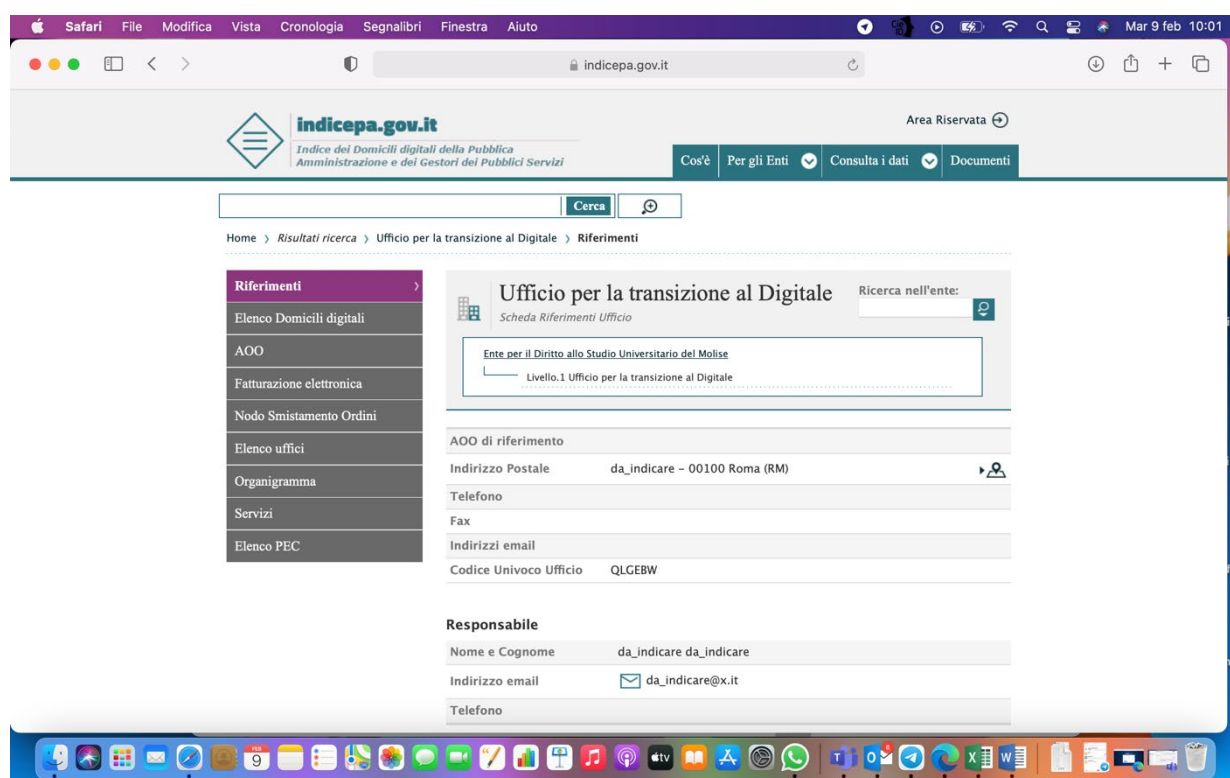 Safari File Modifica Vista Cronologia Segnalibri Finestra Aiuto Mar 9 feb 10:01
indicepa.gov.it
Area Riservata
indicepa.gov.it
Indice dei Domicili digitali della Pubblica
Amministrazione e dei Gestori dei Pubblici Servizi
Cos'è Per gli Enti Consulta i dati Documenti
Cerca
Home > Risultati ricerca > Ufficio per la transizione al Digitale > Riferimenti
Riferimenti
Elenco Domicili digitali
AOO
Fatturazione elettronica
Nodo Smistamento Ordini
Elenco uffici
Organigramma
Servizi
Elenco PEC
Ufficio per la transizione al Digitale
Scheda Riferimenti Ufficio
Ricerca nell'ente:
Ente per il Diritto allo Studio Universitario del Molise
Livello.1 Ufficio per la transizione al Digitale
AOO di riferimento
Indirizzo Postale da_indicare - 00100 Roma (RM)
Telefono
Fax
Indirizzi email
Codice Univoco Ufficio QLGEBW
Responsabile
Nome e Cognome da_indicare da_indicare
Indirizzo email da_indicare@x.it
Telefono
FEB
9
tv